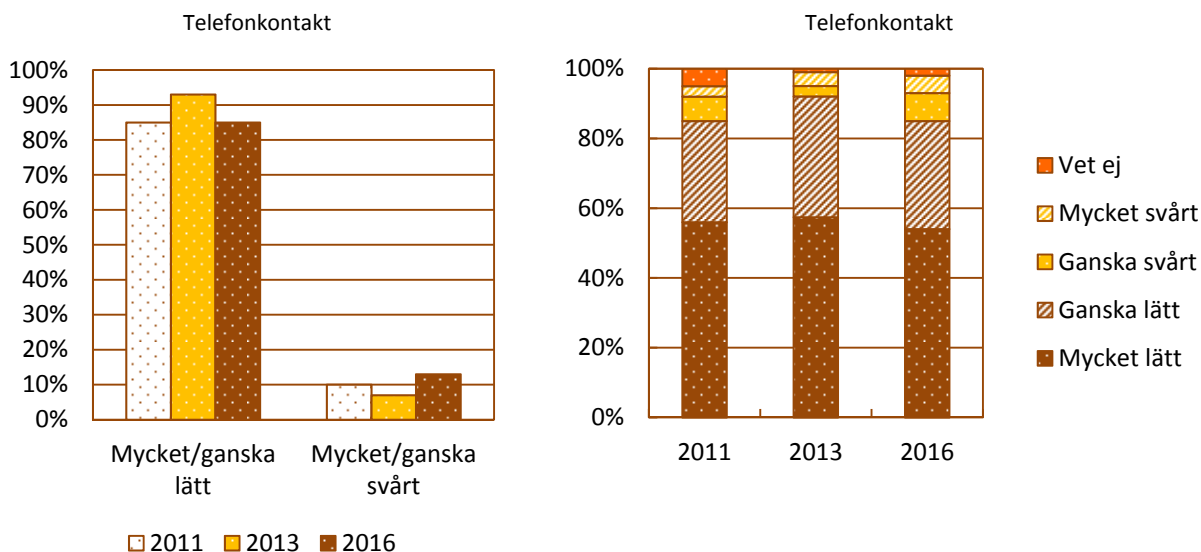 Telefonkontakt
100%
90%
80%
70%
60%
50%
40%
30%
20%
10%
0%
Mycket/ganska
lätt
Mycket/ganska
svårt
2011 2013 2016
Telefonkontakt
100%
80%
60%
40%
20%
0%
2011 2013 2016
Vet ej
Mycket svårt
Ganska svårt
Ganska lätt
Mycket lätt